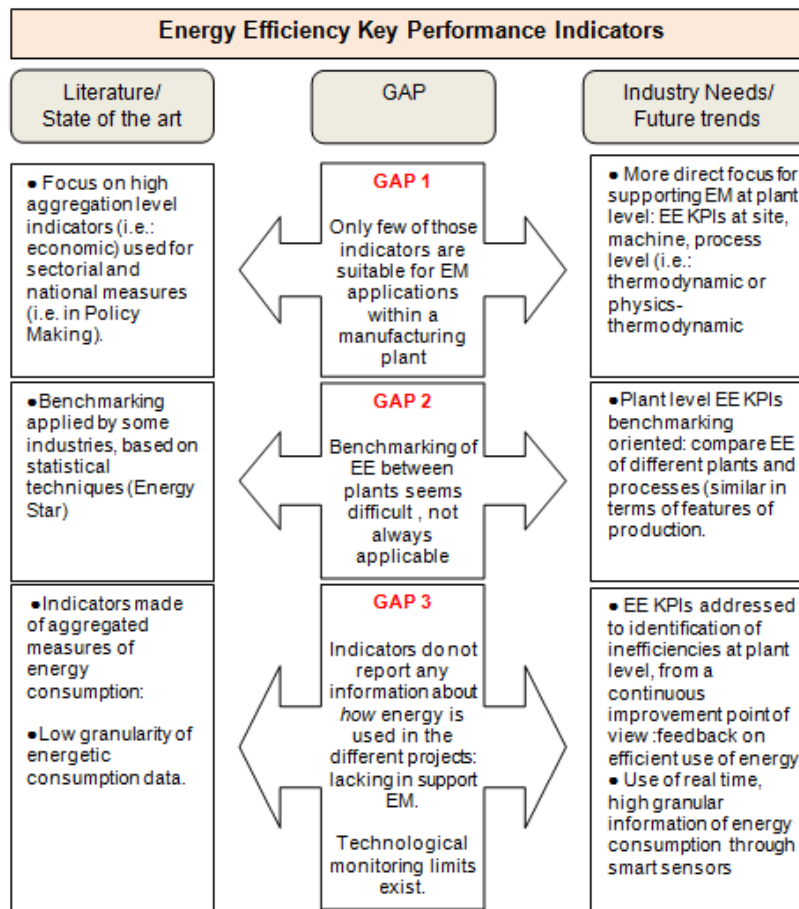 Energy Efficiency Key Performance Indicators
Literature/
State of the art
GAP
Industry Needs/
Future trends
● Focus on high
aggregation level
indicators (i.e.:
economic) used for
sectorial and
national measures
(i.e. in Policy
Making).
GAP 1
Only few of those
indicators are
suitable for EM
applications
within a
manufacturing
plant
● More direct focus for
supporting EM at plant
level: EE KPIs at site,
machine, process
level (i.e.:
thermodynamic or
physics-
thermodynamic
●Benchmarking
applied by some
industries, based on
statistical
techniques (Energy
Star)
GAP 2
Benchmarking of
EE between
plants seems
difficult , not
always
applicable
●Plant level EE KPIs
benchmarking
oriented: compare EE
of different plants and
processes (similar in
terms of features of
production.
●Indicators made
of aggregated
measures of
energy
consumption:
●Low granularity of
energetic
consumption data.
GAP 3
Indicators do not
report any
information about
how energy is
used in the
different projects:
lacking in support
EM.
Technological
monitoring limits
exist.
● EE KPIs addressed
to identification of
inefficiencies at plant
level, from a
continuous
improvement point of
view :feedback on
efficient use of energy
● Use of real time,
high granular
information of energy
consumption through
smart sensors